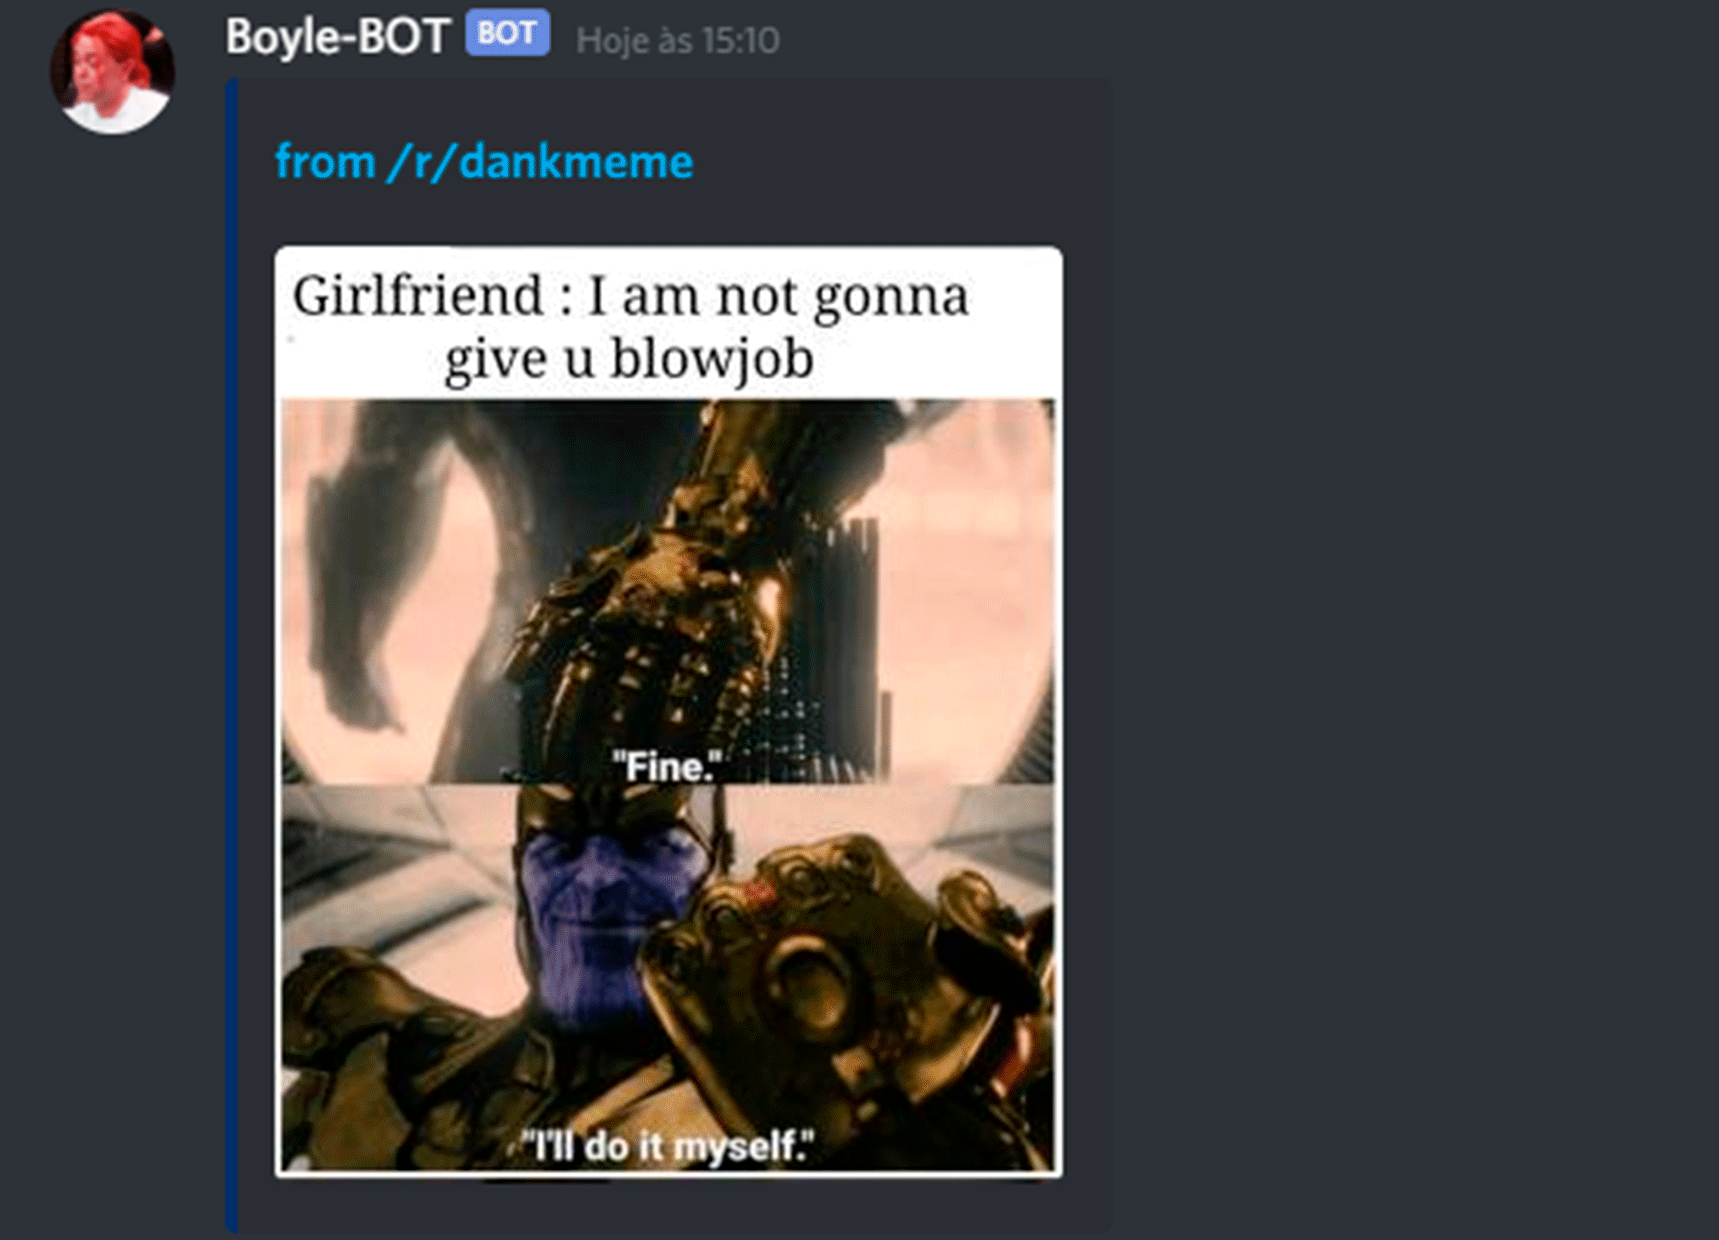 Boyle-BOT BOT Hoje às 15:10
from /r/dankmeme
Girlfriend : I am not gonna
give u blowjob
"Fine."
"I'll do it myself."